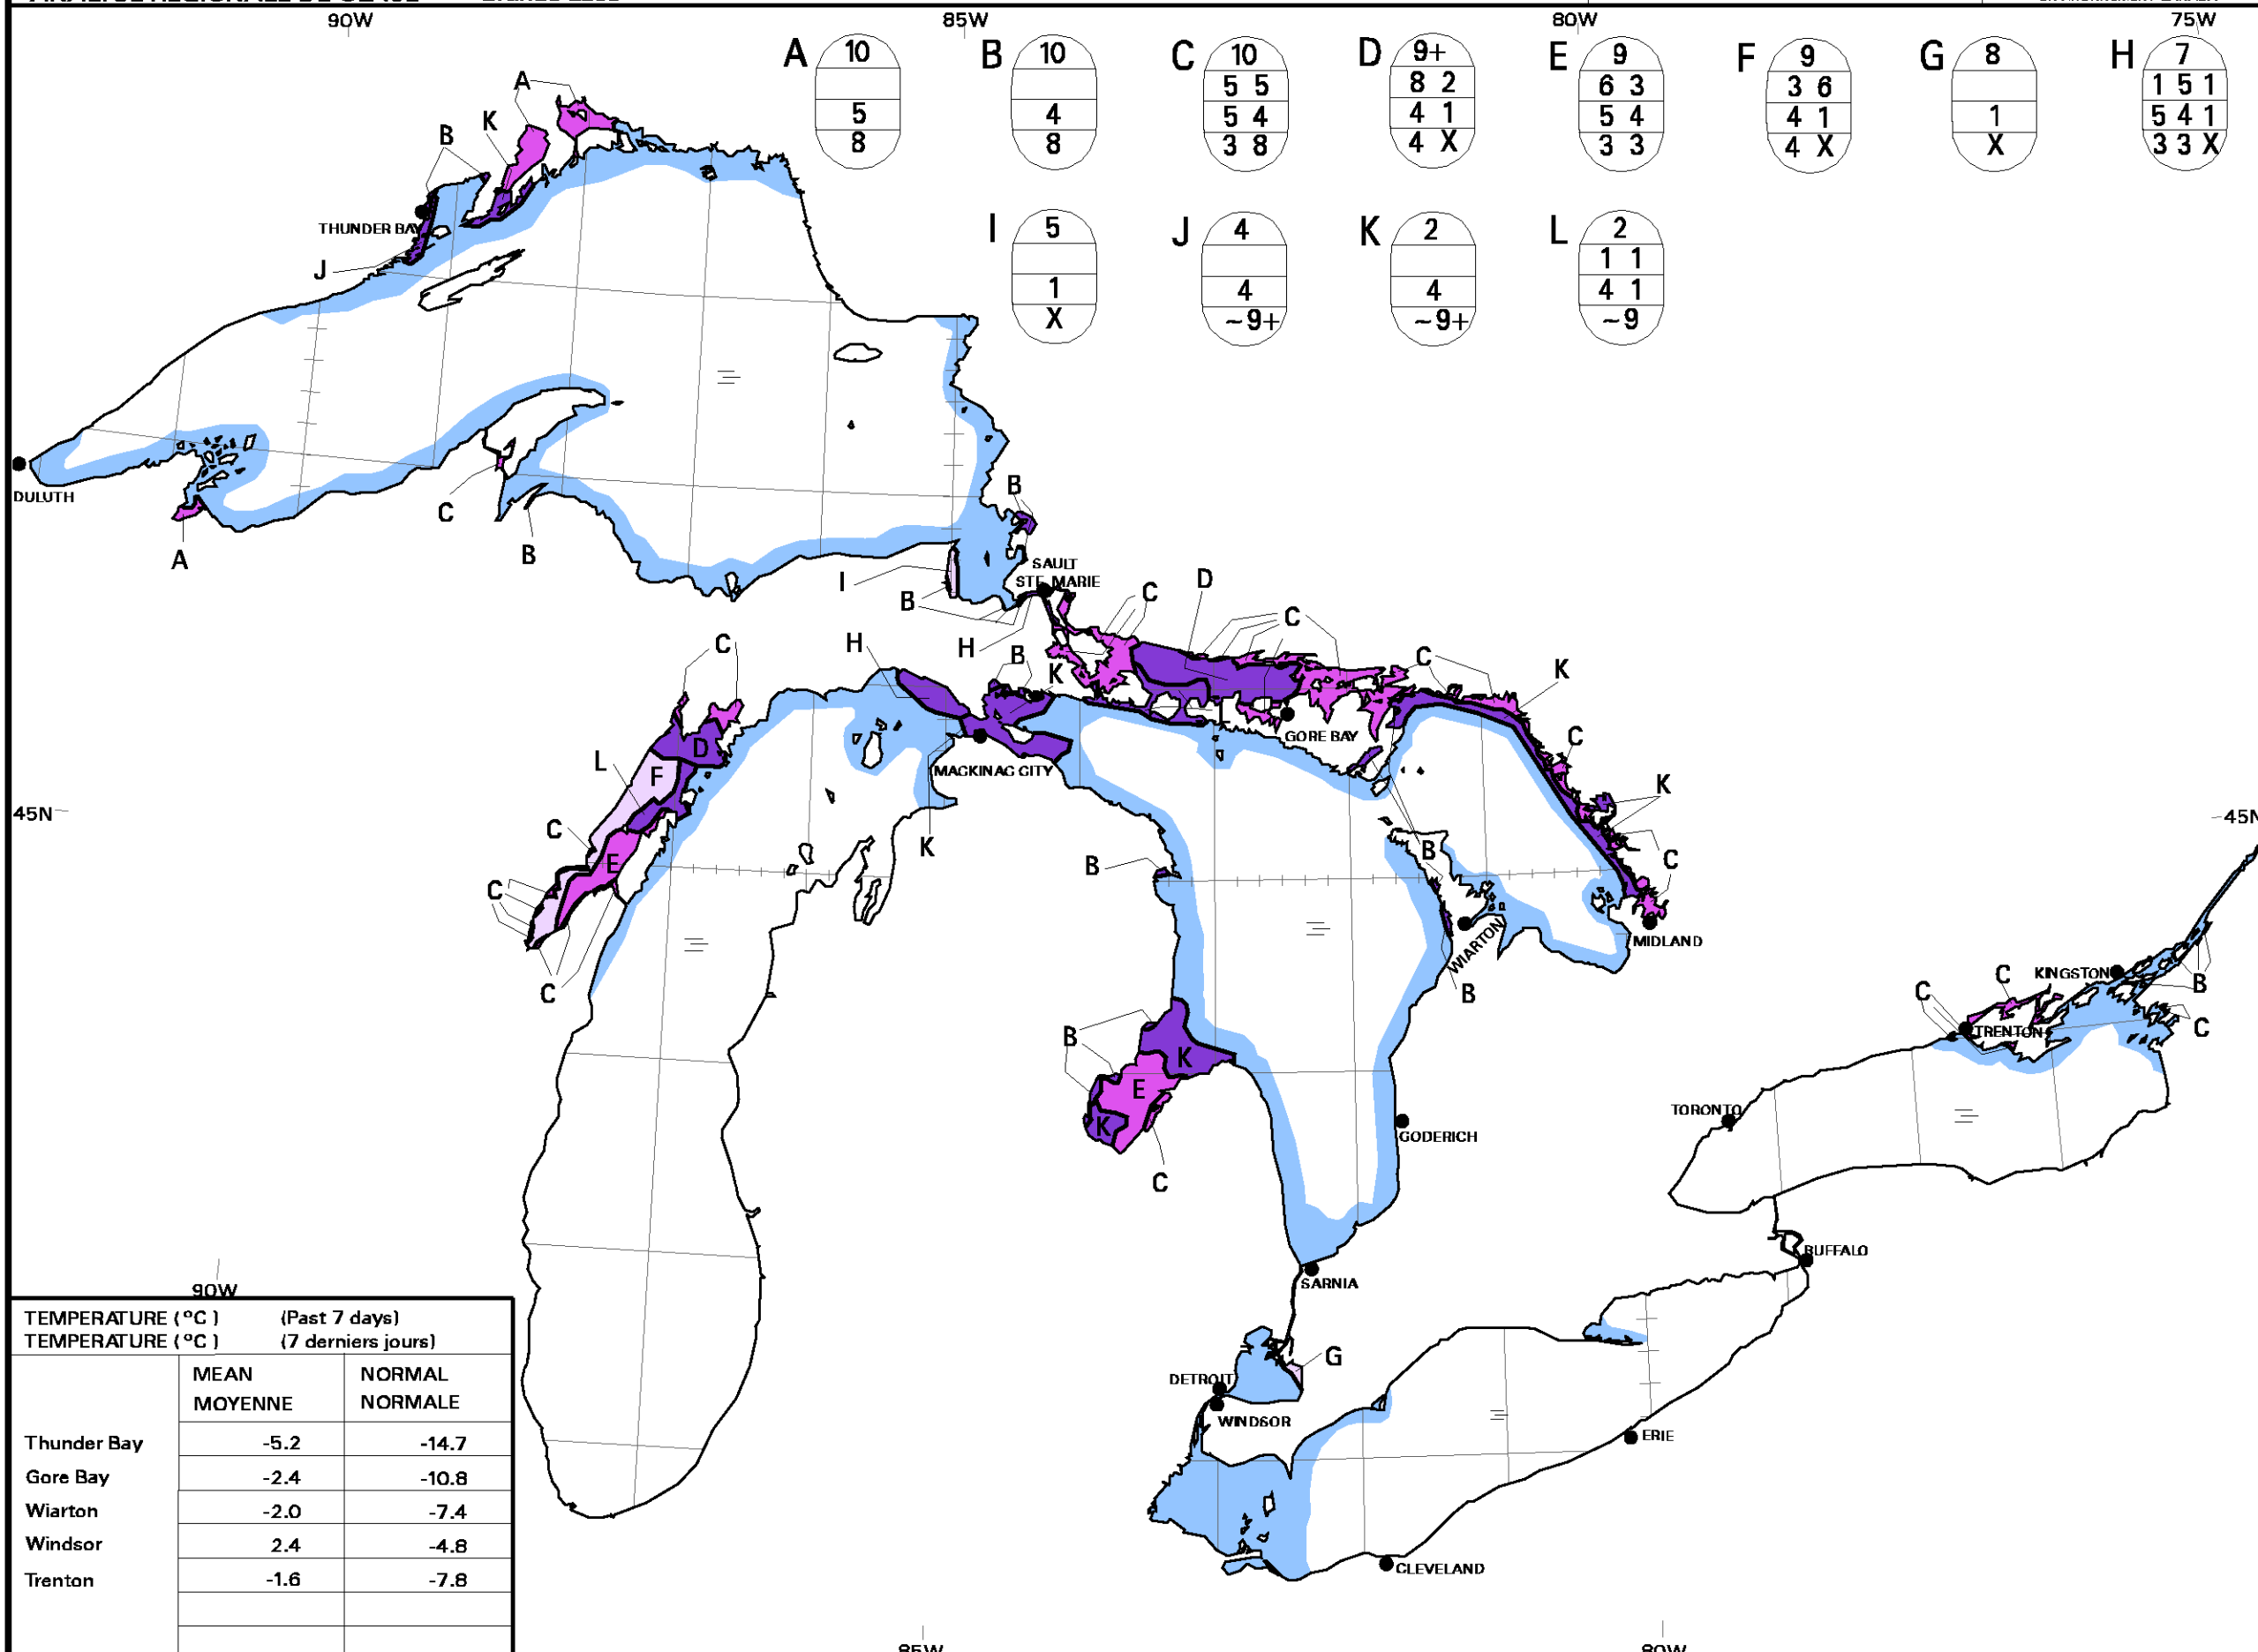 90W 85W 80W 75W
A 10 5 8
B 10 4 8
C 10 5 5 5 4 3 8
D 9+ 8 2 4 1 4 X
E 9 6 3 5 4 3 3
F 9 3 6 4 1 4 X
G 8 1 X
H 7 1 5 1 5 4 1 3 3 X
I 5 1 X
J 4 4 ~9+
K 2 4 ~9+
L 2 1 1 4 1 ~9
A
K
B
THUNDER BAY
J
DULUTH
C
A
B
B
SAULT
STE. MARIE
I
B
H
C
D
C
H
B
K
C
C
K
D
L
F
GORE BAY
MACKINAC CITY
C
K
45N
45N
C
E
K
B
B
C
C
WIARTON
MIDLAND
C
B
C
KINGSTON
B
C
TRENTON
C
B
K
E
K
TORONTO
GODERICH
C
BUFFALO
SARNIA
G
DETROIT
WINDSOR
ERIE
CLEVELAND
90W
TEMPERATURE (ºC) (Past 7 days)
TEMPERATURE (ºC) (7 derniers jours)
MEAN NORMAL
MOYENNE NORMALE
Thunder Bay -5.2 -14.7
Gore Bay -2.4 -10.8
Wiarton -2.0 -7.4
Windsor 2.4 -4.8
Trenton -1.6 -7.8
85W 80W